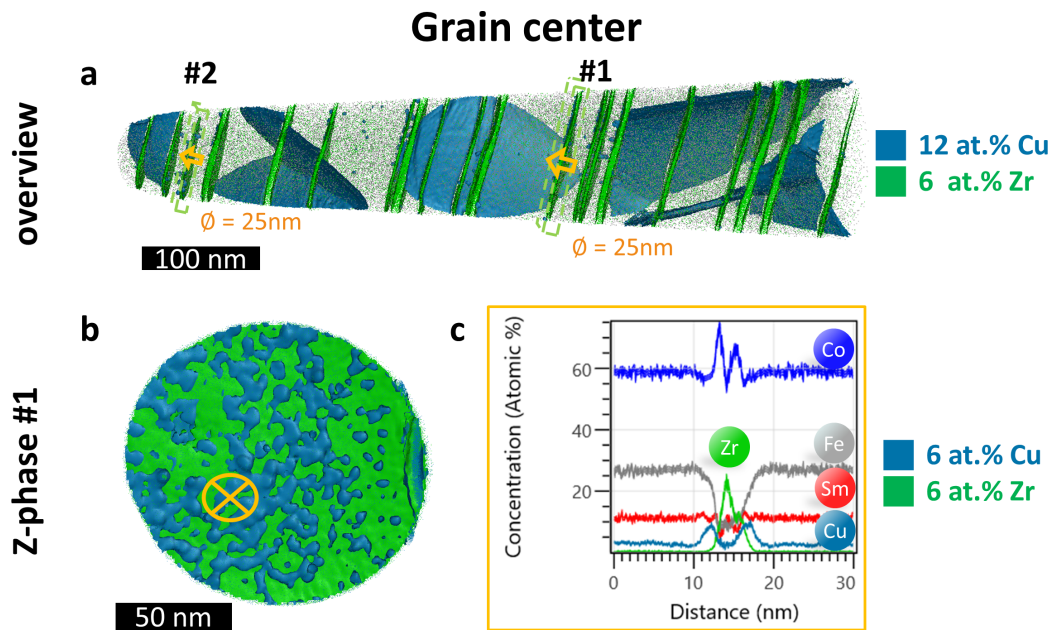 Grain center
a
#2
#1
overview
12 at.% Cu
6 at.% Zr
Ø = 25nm
Ø = 25nm
100 nm
b
c
Z-phase #1
Concentration (Atomic %)
60
40
20
Co
Zr
Fe
Sm
Cu
0
10
20
30
Distance (nm)
6 at.% Cu
6 at.% Zr
50 nm